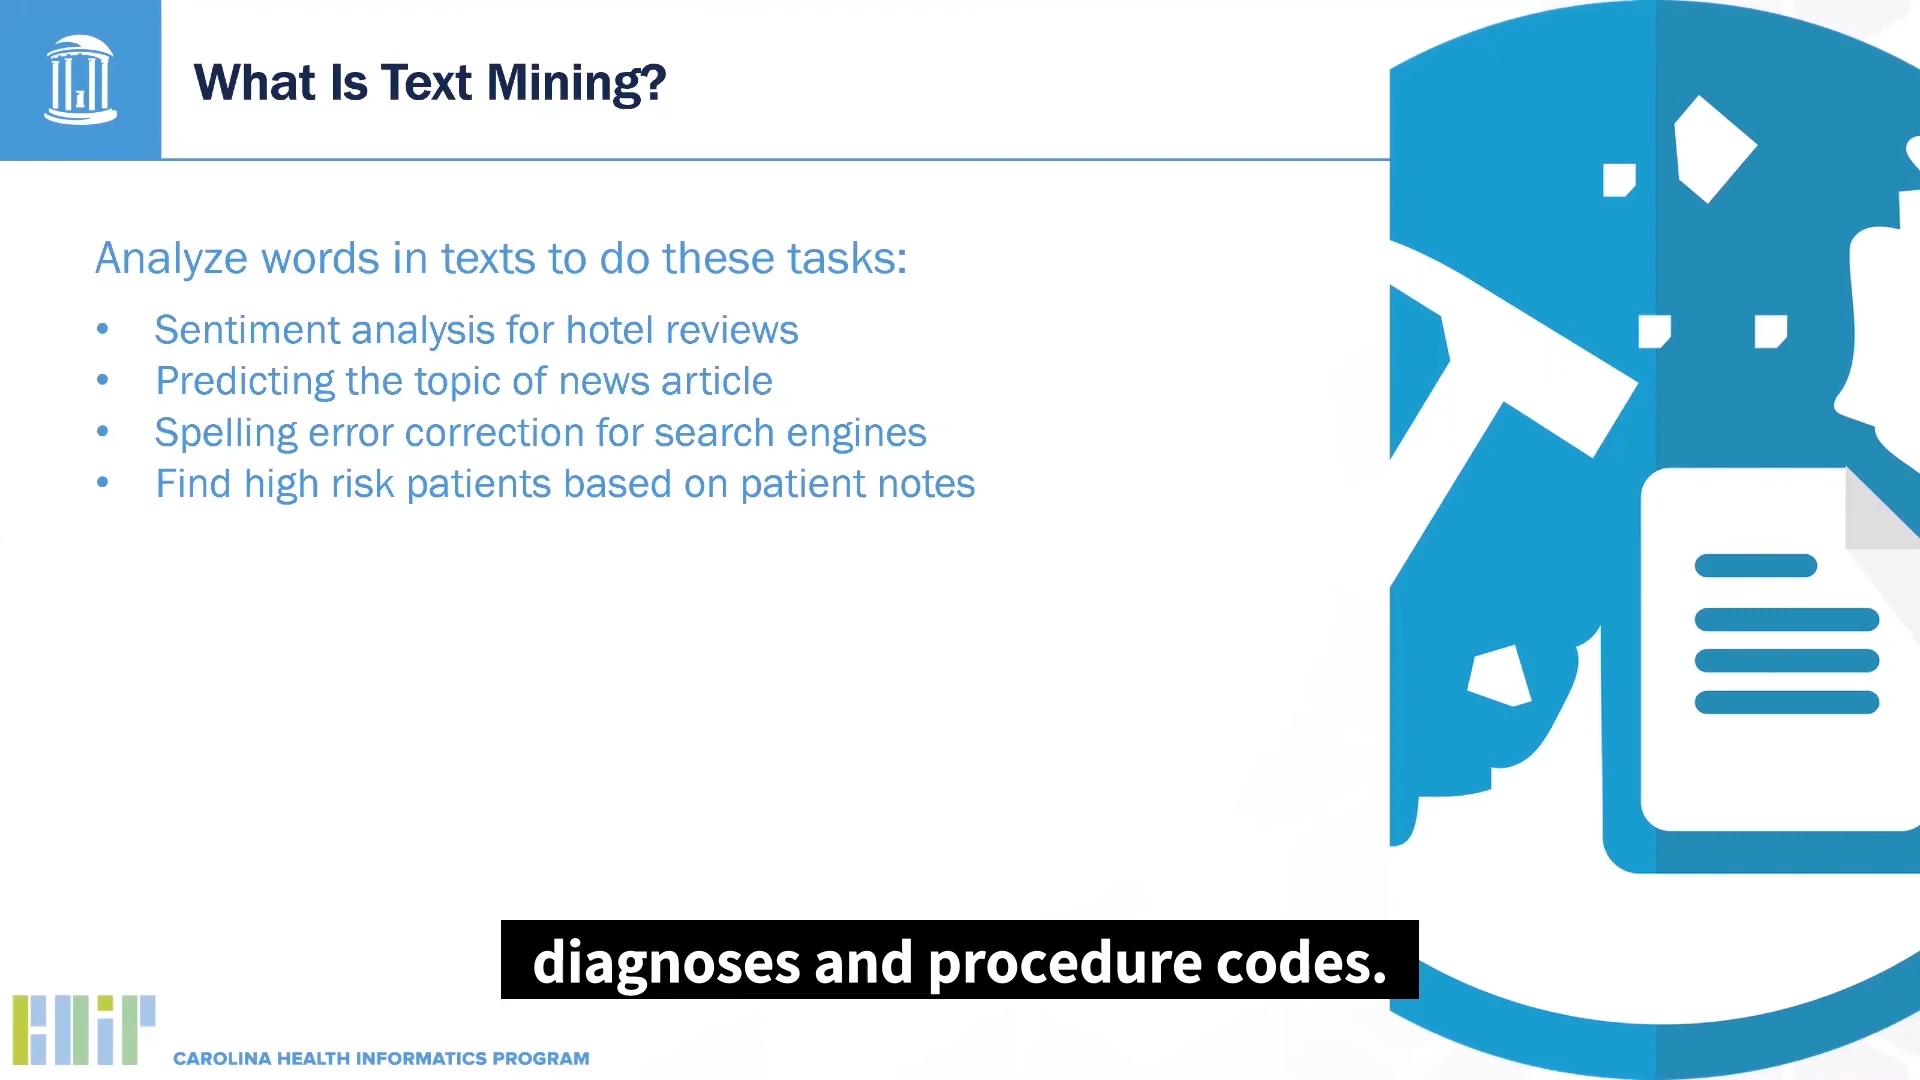 What Is Text Mining?
Analyze words in texts to do these tasks:
• Sentiment analysis for hotel reviews
• Predicting the topic of news article
• Spelling error correction for search engines
• Find high risk patients based on patient notes
diagnoses and procedure codes.
CHIP
CAROLINA HEALTH INFORMATICS PROGRAM